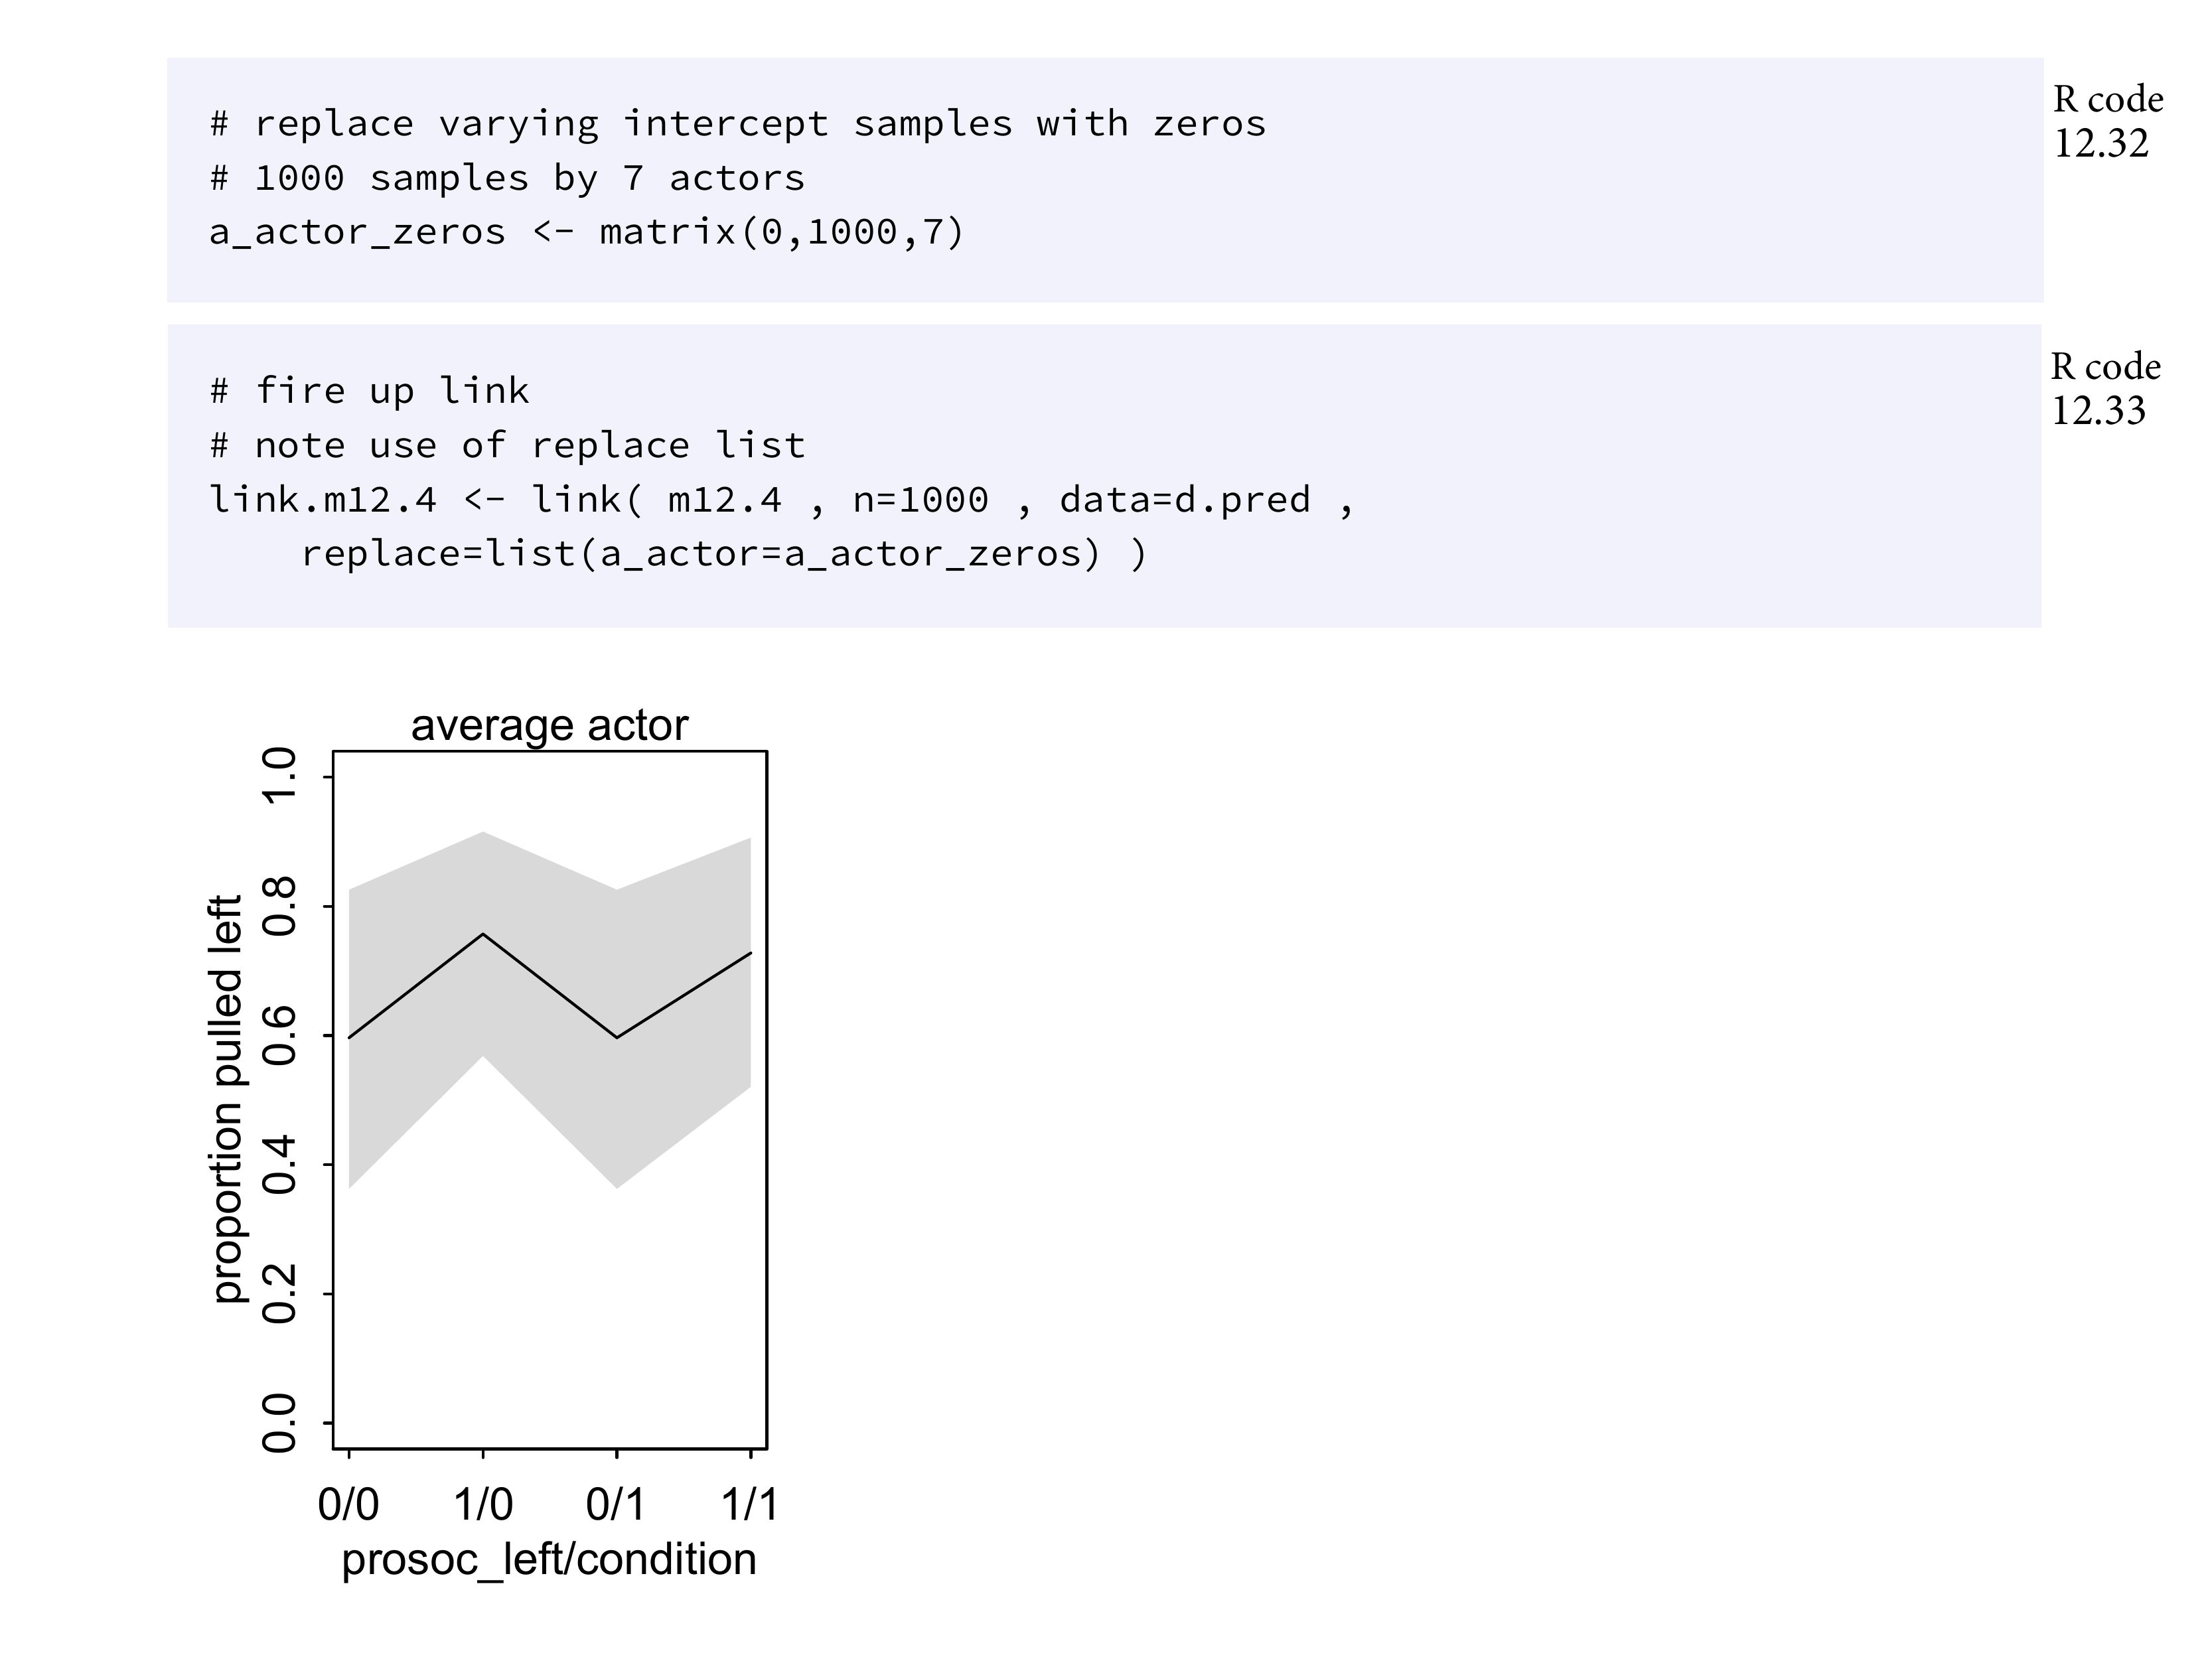 # replace varying intercept samples with zeros
# 1000 samples by 7 actors
a_actor_zeros <- matrix(0,1000,7)
R code
12.32
# fire up link
# note use of replace list
link.m12.4 <- link( m12.4 , n=1000 , data=d.pred ,
    replace=list(a_actor=a_actor_zeros) )
R code
12.33
average actor
proportion pulled left
1.0
0.8
0.6
0.4
0.2
0.0
0/0 1/0 0/1 1/1
prosoc_left/condition